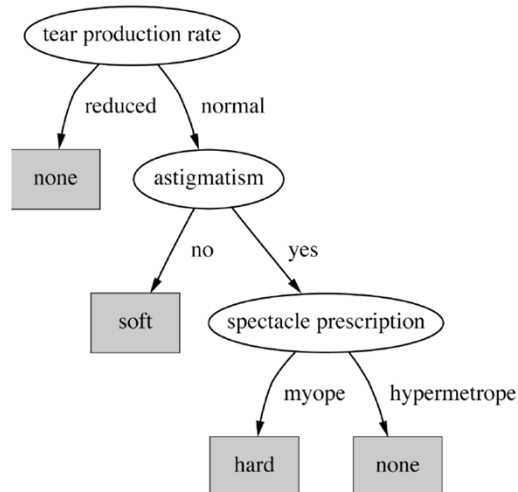 tear production rate
reduced
normal
none
astigmatism
no
yes
soft
spectacle prescription
myope
hypermetrope
hard
none